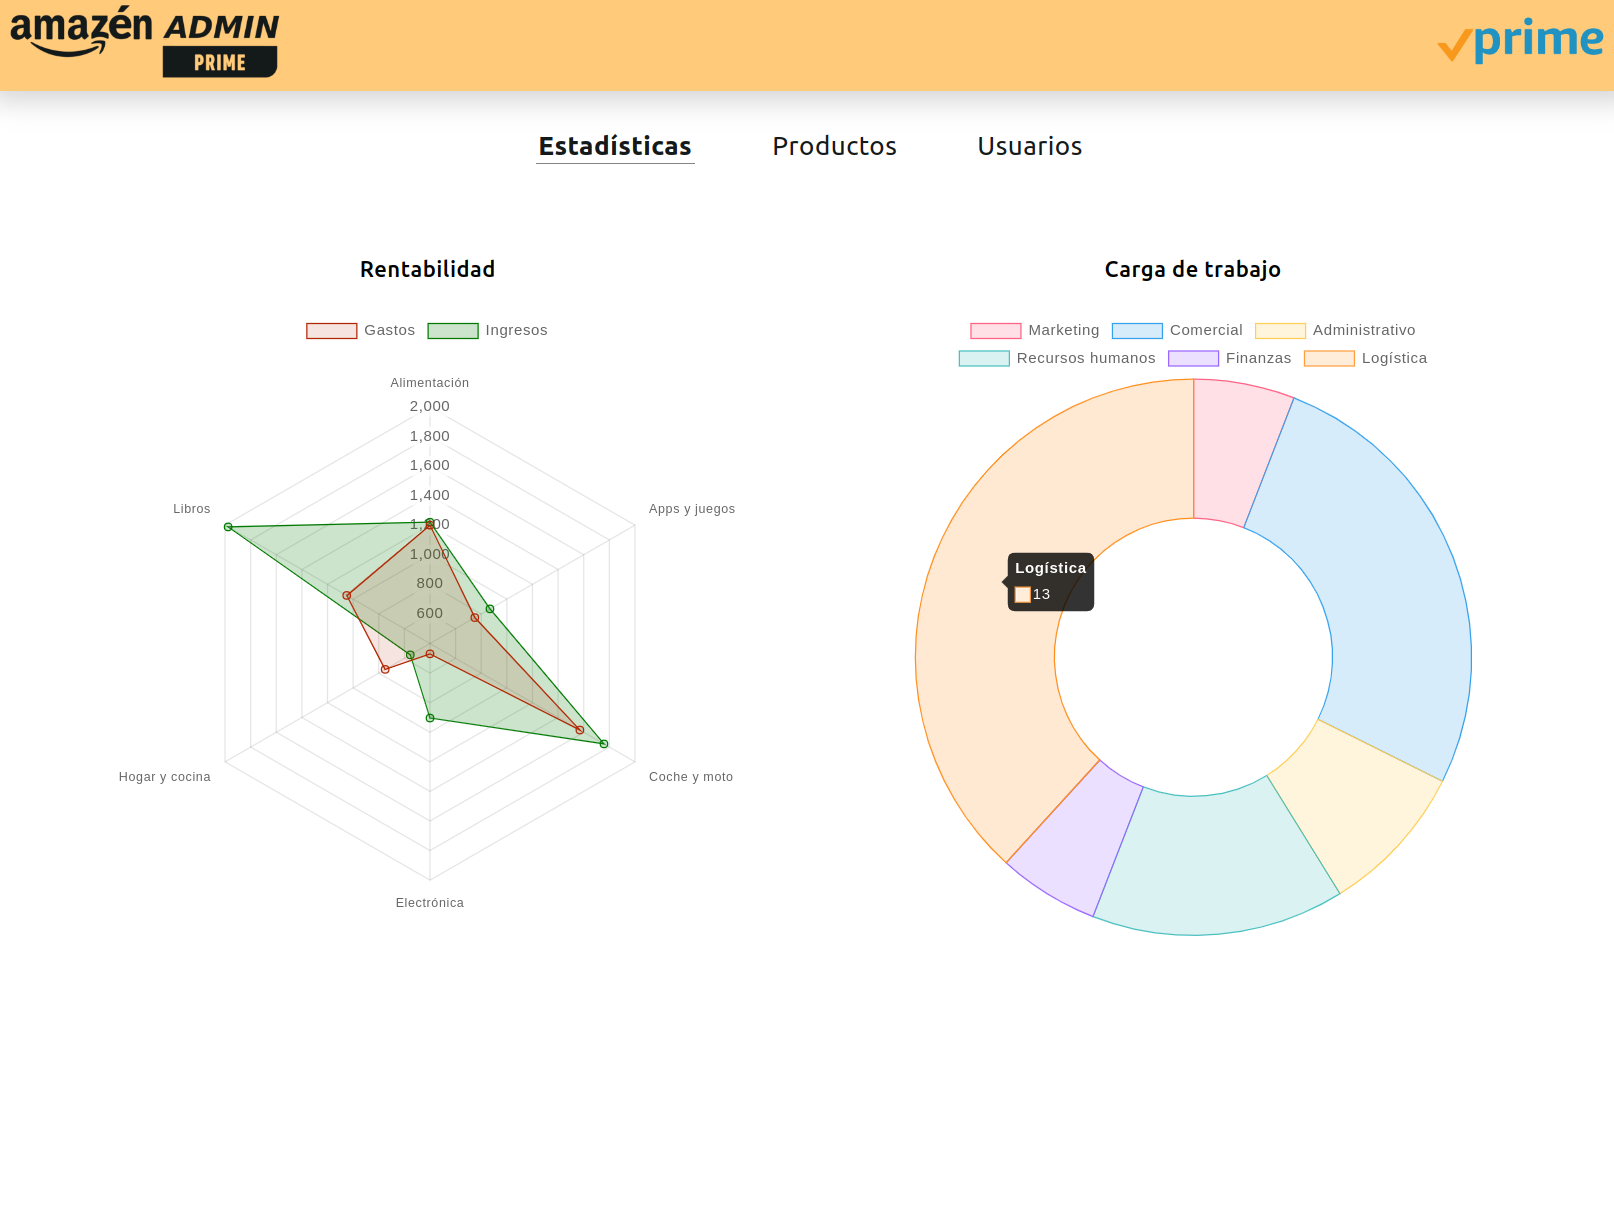 amazén ADMIN
PRIME
prime
Estadísticas Productos Usuarios
Rentabilidad
Gastos Ingresos
Alimentación
2,000
1,800
1,600
1,400
1,200
1,000
800
600
Libros
Apps y juegos
Hogar y cocina
Coche y moto
Electrónica
Carga de trabajo
Marketing Comercial Administrativo
Recursos humanos Finanzas Logística
Logística
13